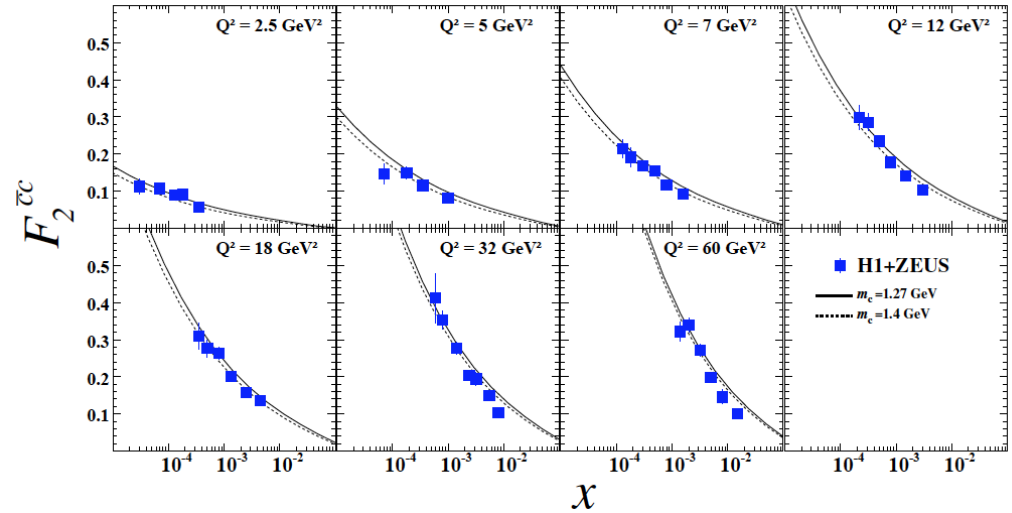 Q² = 2.5 GeV² Q² = 5 GeV² Q² = 7 GeV² Q² = 12 GeV²
0.5
0.4
0.3
0.2
0.1
F₂^{c̄c}
Q² = 18 GeV² Q² = 32 GeV² Q² = 60 GeV²
0.5
0.4
0.3
0.2
0.1
H1+ZEUS
m_c=1.27 GeV
m_c=1.4 GeV
10⁻⁴ 10⁻³ 10⁻² 10⁻⁴ 10⁻³ 10⁻² 10⁻⁴ 10⁻³ 10⁻² 10⁻⁴ 10⁻³ 10⁻²
x